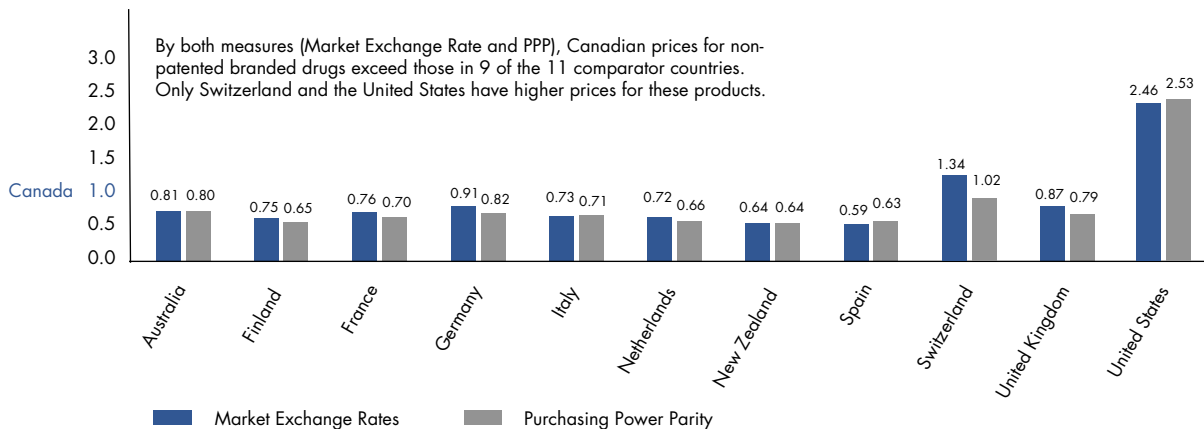 By both measures (Market Exchange Rate and PPP), Canadian prices for non-
patented branded drugs exceed those in 9 of the 11 comparator countries.
Only Switzerland and the United States have higher prices for these products.
3.0
2.5
2.0
1.5
Canada 1.0
0.5
0.0
0.81 0.80
0.75 0.65
0.76 0.70
0.91 0.82
0.73 0.71
0.72 0.66
0.64 0.64
0.59 0.63
1.34 1.02
0.87 0.79
2.46 2.53
Australia
Finland
France
Germany
Italy
Netherlands
New Zealand
Spain
Switzerland
United Kingdom
United States
Market Exchange Rates
Purchasing Power Parity